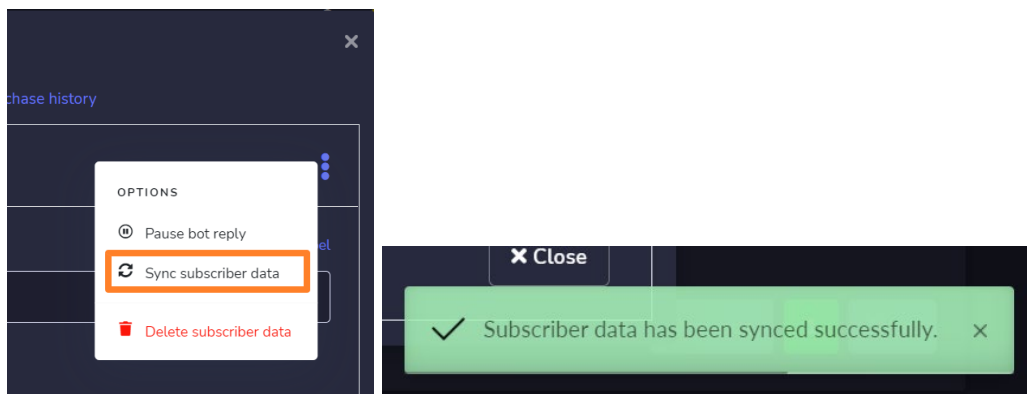 chase history
OPTIONS
Pause bot reply
el
Sync subscriber data
Delete subscriber data
Close
Subscriber data has been synced successfully.